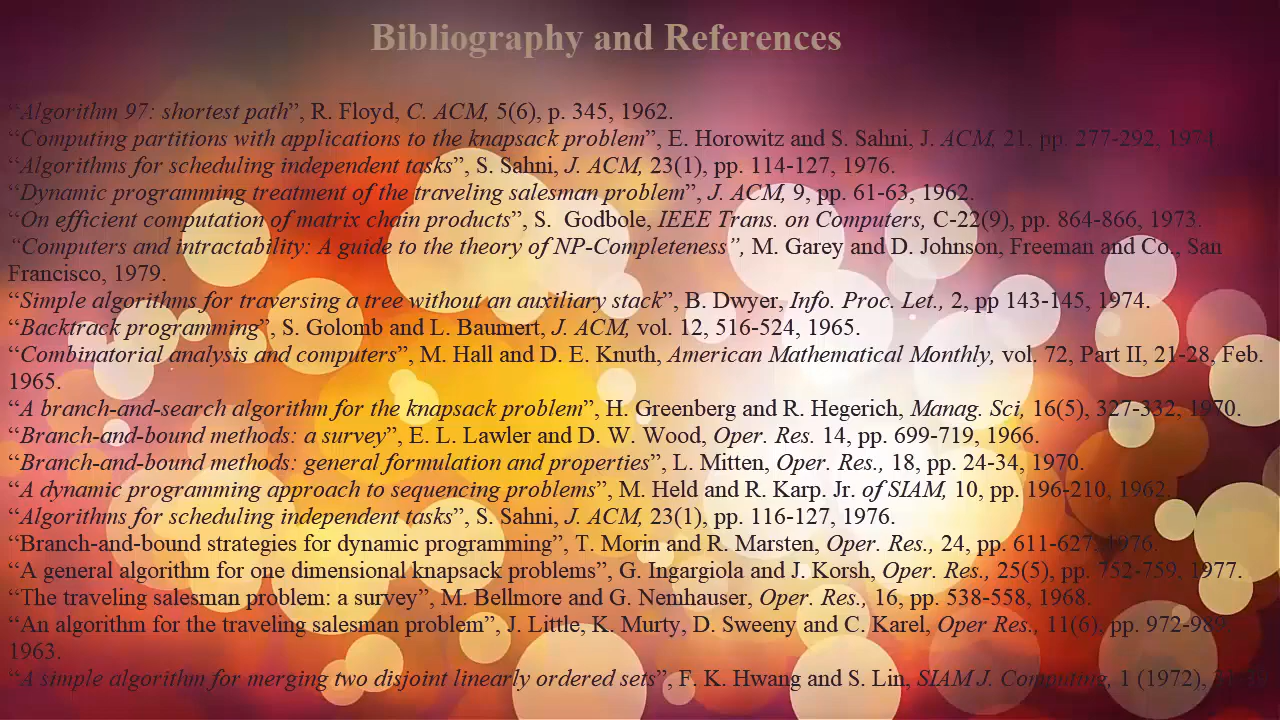 Bibliography and References
“Algorithm 97: shortest path”, R. Floyd, C. ACM, 5(6), p. 345, 1962.
“Computing partitions with applications to the knapsack problem”, E. Horowitz and S. Sahni, J. ACM, 21, pp. 277-292, 1974
“Algorithms for scheduling independent tasks”, S. Sahni, J. ACM, 23(1), pp. 114-127, 1976.
“Dynamic programming treatment of the traveling salesman problem”, J. ACM, 9, pp. 61-63, 1962.
“On efficient computation of matrix chain products”, S. Godbole, IEEE Trans. on Computers, C-22(9), pp. 864-866, 1973.
“Computers and intractability: A guide to the theory of NP-Completeness”, M. Garey and D. Johnson, Freeman and Co., San
Francisco, 1979.
“Simple algorithms for traversing a tree without an auxiliary stack”, B. Dwyer, Info. Proc. Let., 2, pp 143-145, 1974.
“Backtrack programming”, S. Golomb and L. Baumert, J. ACM, vol. 12, 516-524, 1965.
“Combinatorial analysis and computers”, M. Hall and D. E. Knuth, American Mathematical Monthly, vol. 72, Part II, 21-28, Feb.
1965.
“A branch-and-search algorithm for the knapsack problem”, H. Greenberg and R. Hegerich, Manag. Sci, 16(5), 327-332, 1970.
“Branch-and-bound methods: a survey”, E. L. Lawler and D. W. Wood, Oper. Res. 14, pp. 699-719, 1966.
“Branch-and-bound methods: general formulation and properties”, L. Mitten, Oper. Res., 18, pp. 24-34, 1970.
“A dynamic programming approach to sequencing problems”, M. Held and R. Karp. Jr. of SIAM, 10, pp. 196-210, 1962.
“Algorithms for scheduling independent tasks”, S. Sahni, J. ACM, 23(1), pp. 116-127, 1976.
“Branch-and-bound strategies for dynamic programming”, T. Morin and R. Marsten, Oper. Res., 24, pp. 611-627, 1976.
“A general algorithm for one dimensional knapsack problems”, G. Ingargiola and J. Korsh, Oper. Res., 25(5), pp. 752-759, 1977.
“The traveling salesman problem: a survey”, M. Bellmore and G. Nemhauser, Oper. Res., 16, pp. 538-558, 1968.
“An algorithm for the traveling salesman problem”, J. Little, K. Murty, D. Sweeny and C. Karel, Oper Res., 11(6), pp. 972-989,
1963.
“A simple algorithm for merging two disjoint linearly ordered sets”, F. K. Hwang and S. Lin, SIAM J. Computing, 1 (1972),